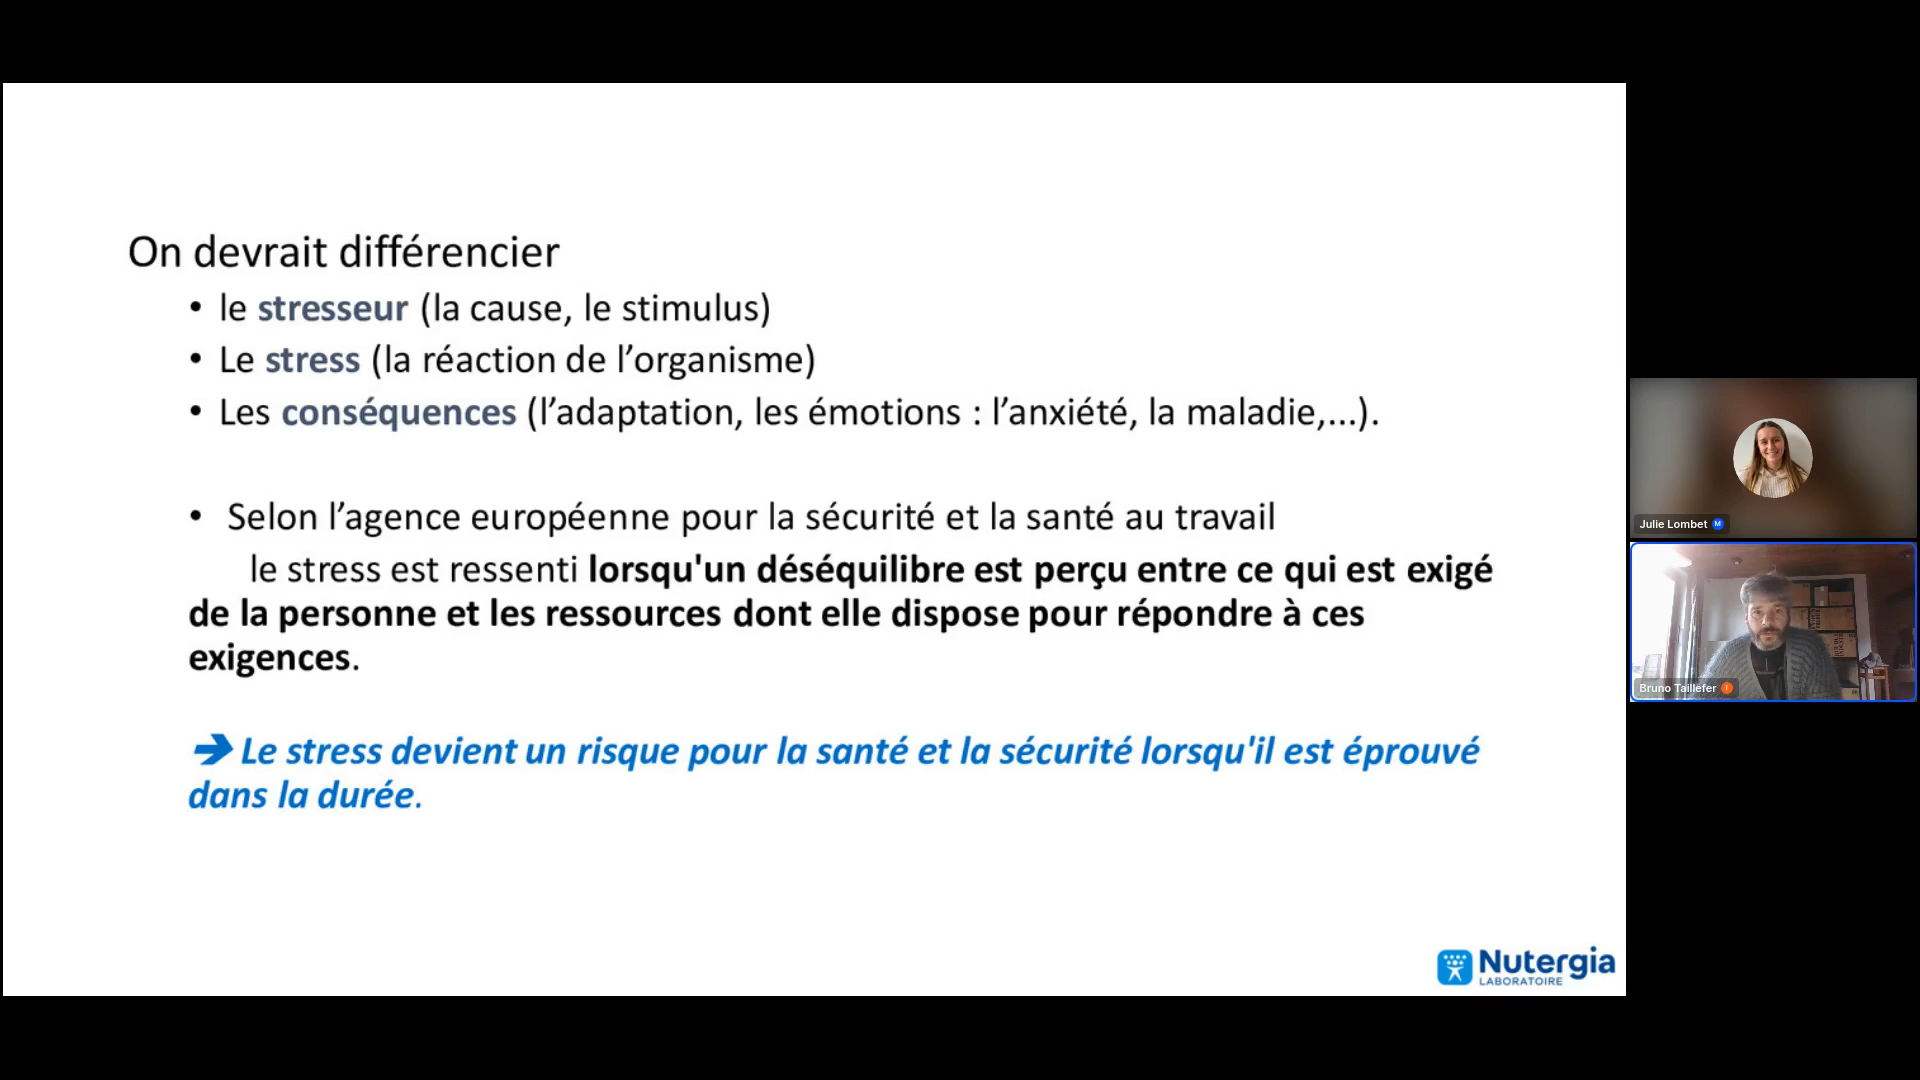 On devrait différencier
• le stresseur (la cause, le stimulus)
• Le stress (la réaction de l’organisme)
• Les conséquences (l’adaptation, les émotions : l’anxiété, la maladie,...).
• Selon l’agence européenne pour la sécurité et la santé au travail
le stress est ressenti lorsqu'un déséquilibre est perçu entre ce qui est exigé
de la personne et les ressources dont elle dispose pour répondre à ces
exigences.
➔ Le stress devient un risque pour la santé et la sécurité lorsqu'il est éprouvé
dans la durée.
Nutergia
LABORATOIRE
Julie Lombet M
Bruno Taillefer